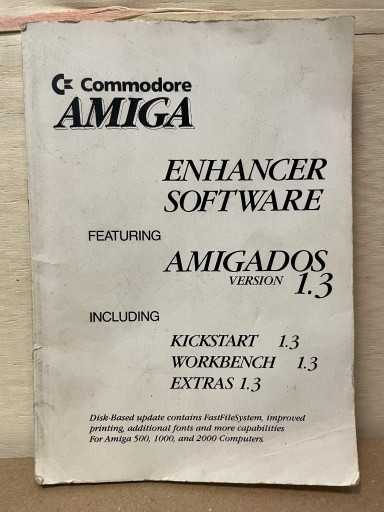 Commodore
AMIGA
ENHANCER
SOFTWARE
FEATURING
AMIGADOS
VERSION 1.3
INCLUDING
KICKSTART 1.3
WORKBENCH 1.3
EXTRAS 1.3
Disk-Based update contains FastFileSystem, improved
printing, additional fonts and more capabilities
For Amiga 500, 1000, and 2000 Computers.